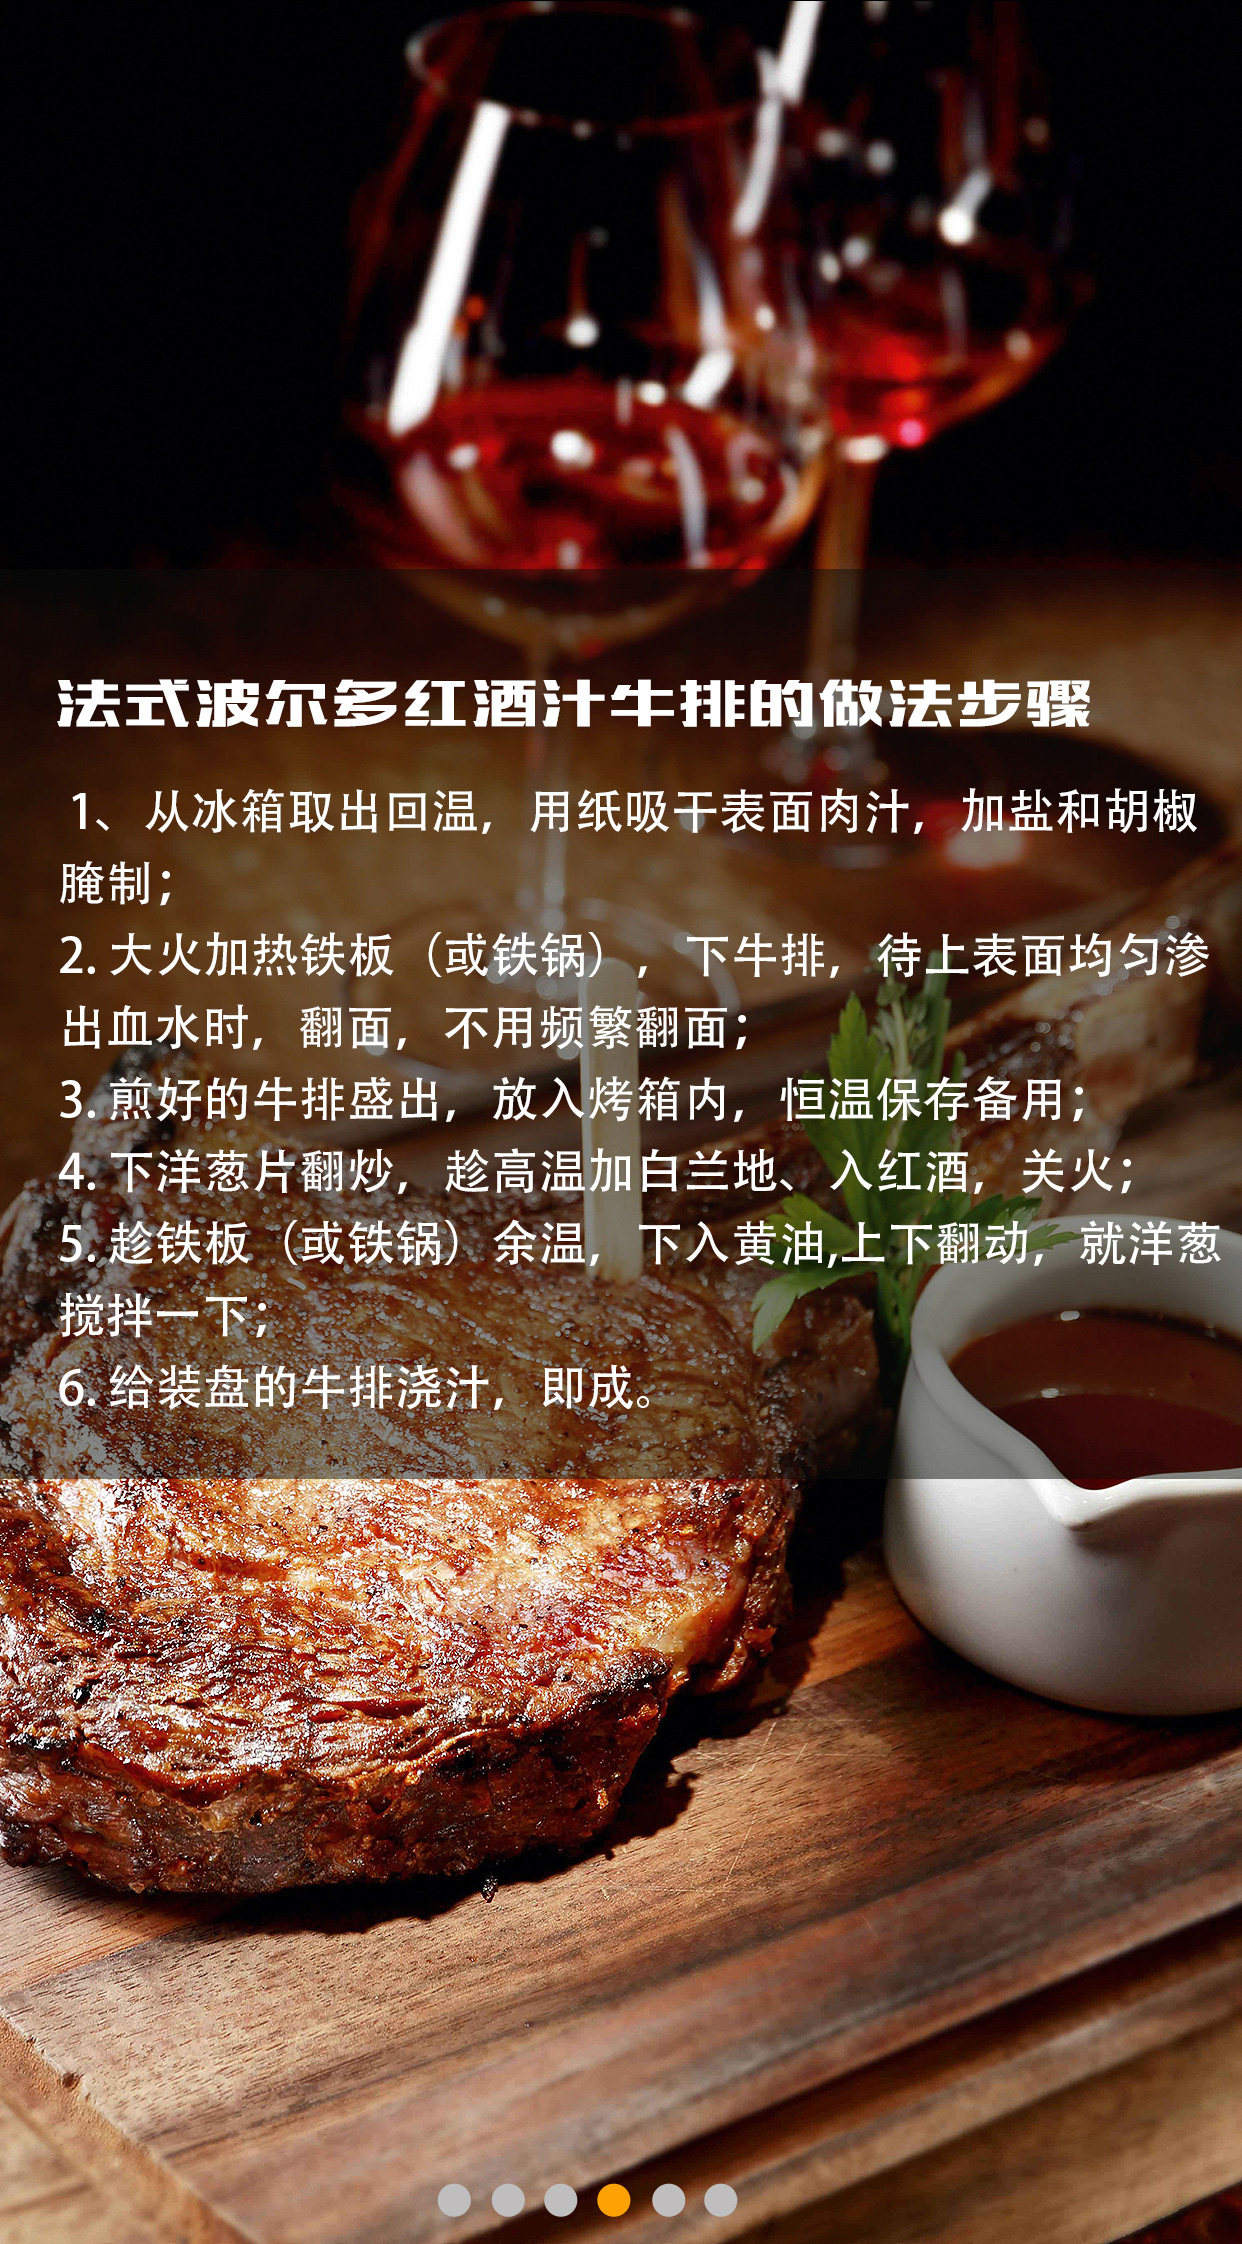 法式波尔多红酒汁牛排的做法步骤
1、从冰箱取出回温，用纸吸干表面肉汁，加盐和胡椒
腌制；
2. 大火加热铁板（或铁锅），下牛排，待上表面均匀渗
出血水时，翻面，不用频繁翻面；
3. 煎好的牛排盛出，放入烤箱内，恒温保存备用；
4. 下洋葱片翻炒，趁高温加白兰地、入红酒，关火；
5. 趁铁板（或铁锅）余温，下入黄油,上下翻动，就洋葱
搅拌一下；
6. 给装盘的牛排浇汁，即成。